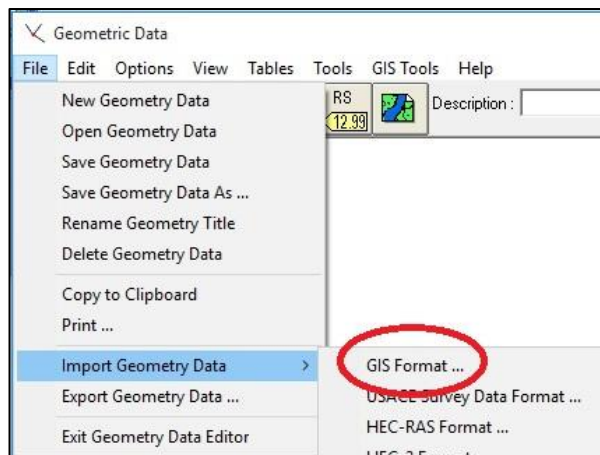 Geometric Data
File Edit Options View Tables Tools GIS Tools Help
New Geometry Data
RS
12.99
Description :
Open Geometry Data
Save Geometry Data
Save Geometry Data As ...
Rename Geometry Title
Delete Geometry Data
Copy to Clipboard
Print ...
Import Geometry Data >
GIS Format ...
Export Geometry Data ...
USACE Survey Data Format ...
Exit Geometry Data Editor
HEC-RAS Format ...